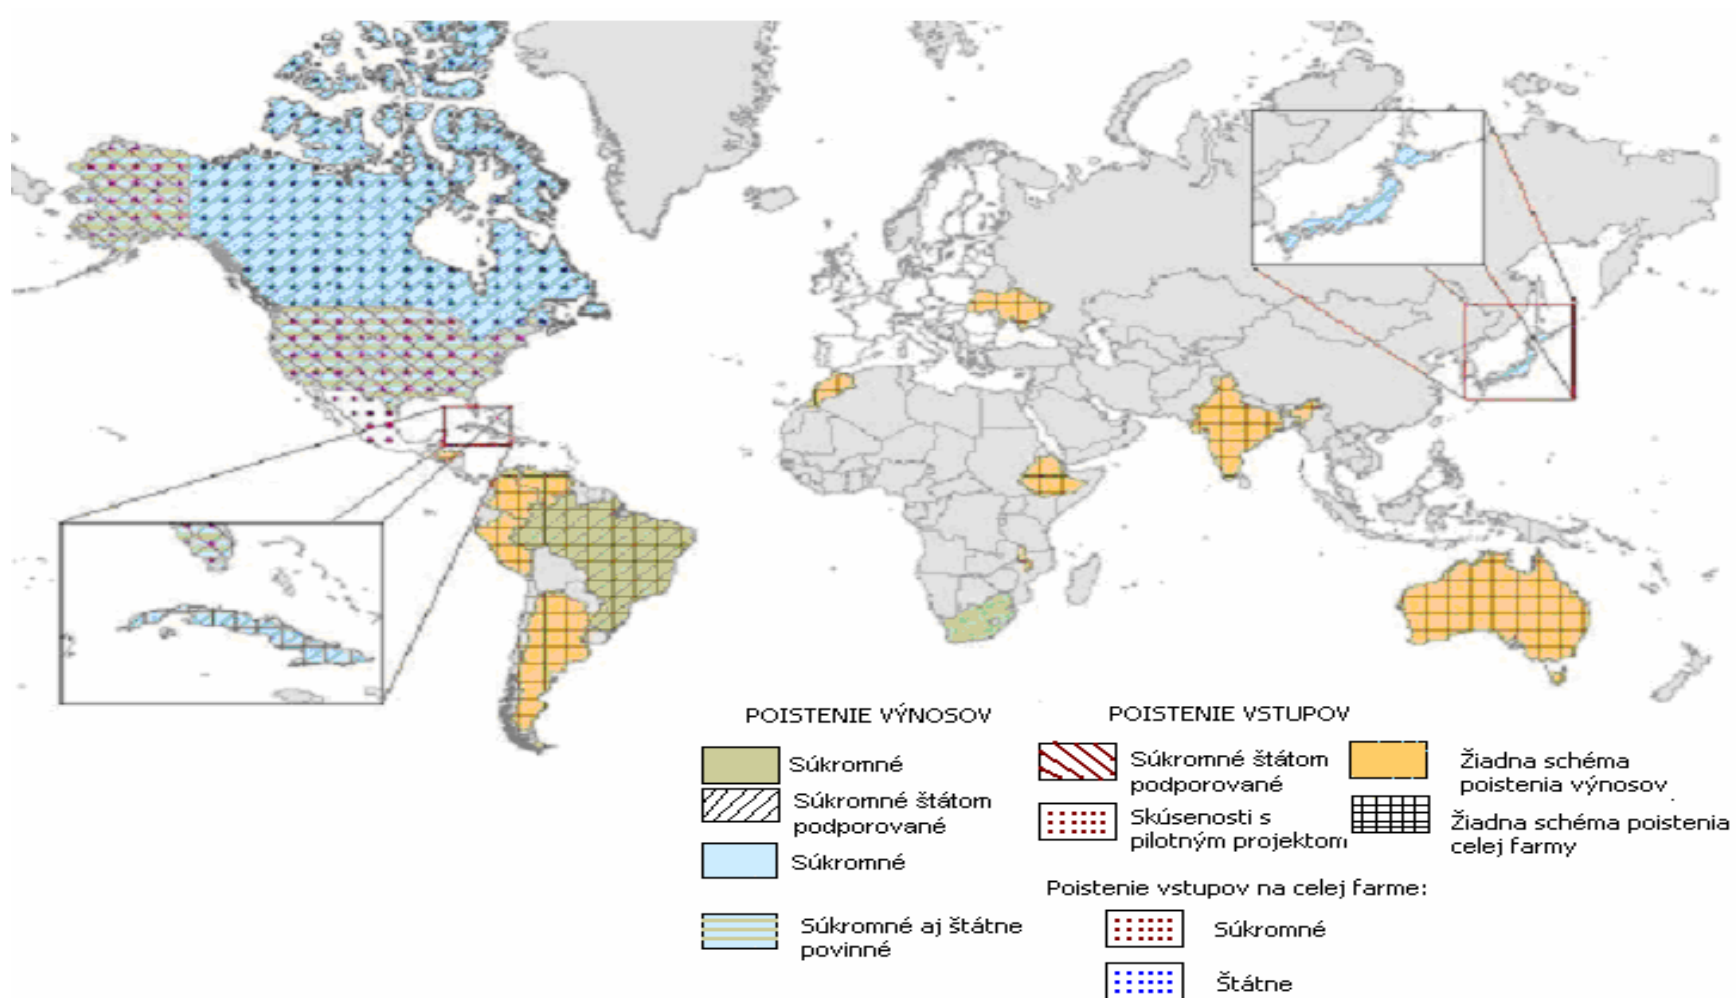 POISTENIE VÝNOSOV
Súkromné
Súkromné štátom
podporované
Súkromné
Súkromné aj štátne
povinné
POISTENIE VSTUPOV
Súkromné štátom
podporované
Skúsenosti s
pilotným projektom
Žiadna schéma
poistenia výnosov
Žiadna schéma poistenia
celej farmy
Poistenie vstupov na celej farme:
Súkromné
Štátne